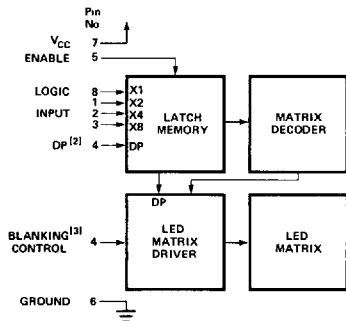 Pin
No
VCC 7
ENABLE 5
LOGIC 8 X1
1 X2
INPUT 2 X4
3 X8
DP[2] 4 DP
LATCH
MEMORY
MATRIX
DECODER
DP
BLANKING[3]
CONTROL 4
LED
MATRIX
DRIVER
LED
MATRIX
GROUND 6